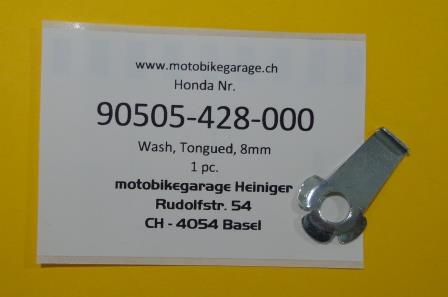 www.motobikegarage.ch
Honda Nr.
90505-428-000
Wash, Tongued, 8mm
1 pc.
motobikegarage Heiniger
Rudolfstr. 54
CH - 4054 Basel